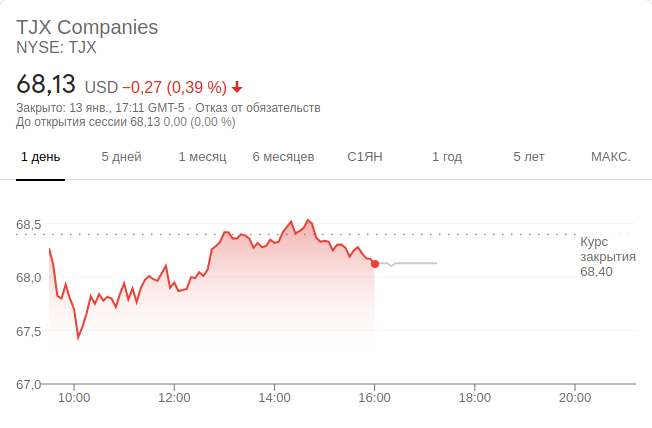 TJX Companies
NYSE: TJX
68,13 USD −0,27 (0,39 %)
Закрыто: 13 янв., 17:11 GMT-5 · Отказ от обязательств
До открытия сессии 68,13 0,00 (0,00 %)
1 день 5 дней 1 месяц 6 месяцев С1ЯН 1 год 5 лет МАКС.
68,5
68,0
67,5
67,0
Курс
закрытия
68,40
10:00 12:00 14:00 16:00 18:00 20:00